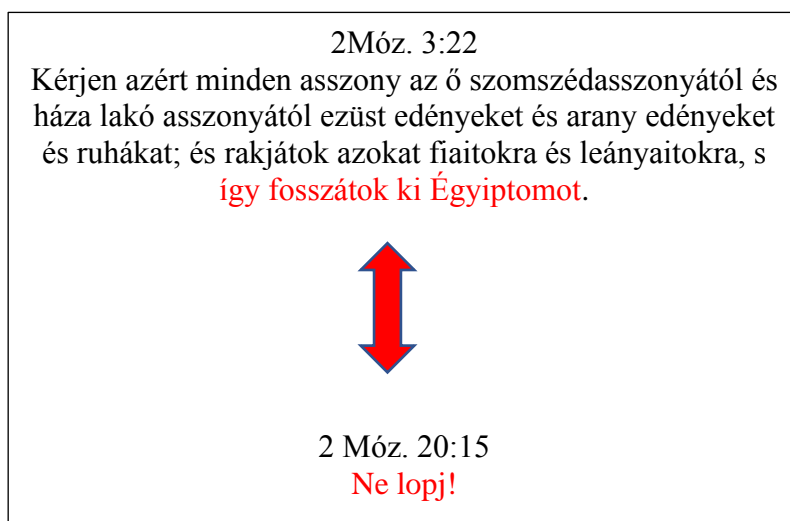 2Móz. 3:22
Kérjen azért minden asszony az ő szomszédasszonyától és
háza lakó asszonyától ezüst edényeket és arany edényeket
és ruhákat; és rakjátok azokat fiaitokra és leányaitokra, s
így fosszátok ki Égyiptomot.
2 Móz. 20:15
Ne lopj!